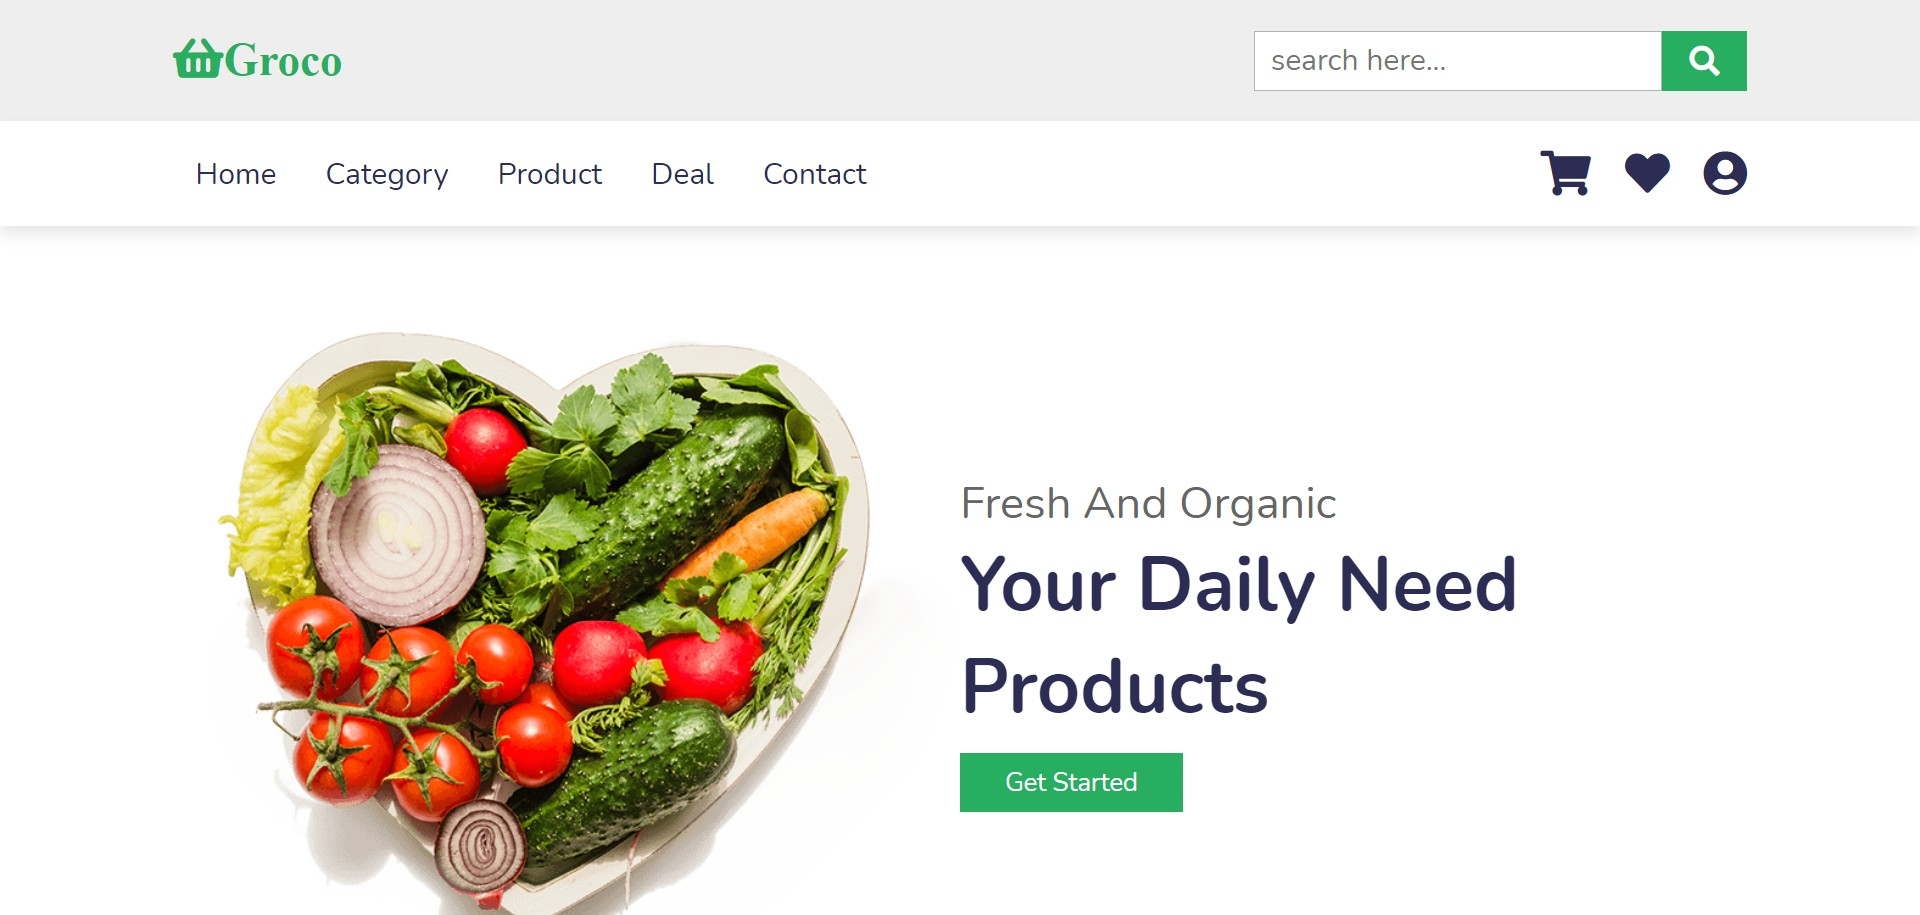 Groco
search here...
Home
Category
Product
Deal
Contact
Fresh And Organic
Your Daily Need
Products
Get Started